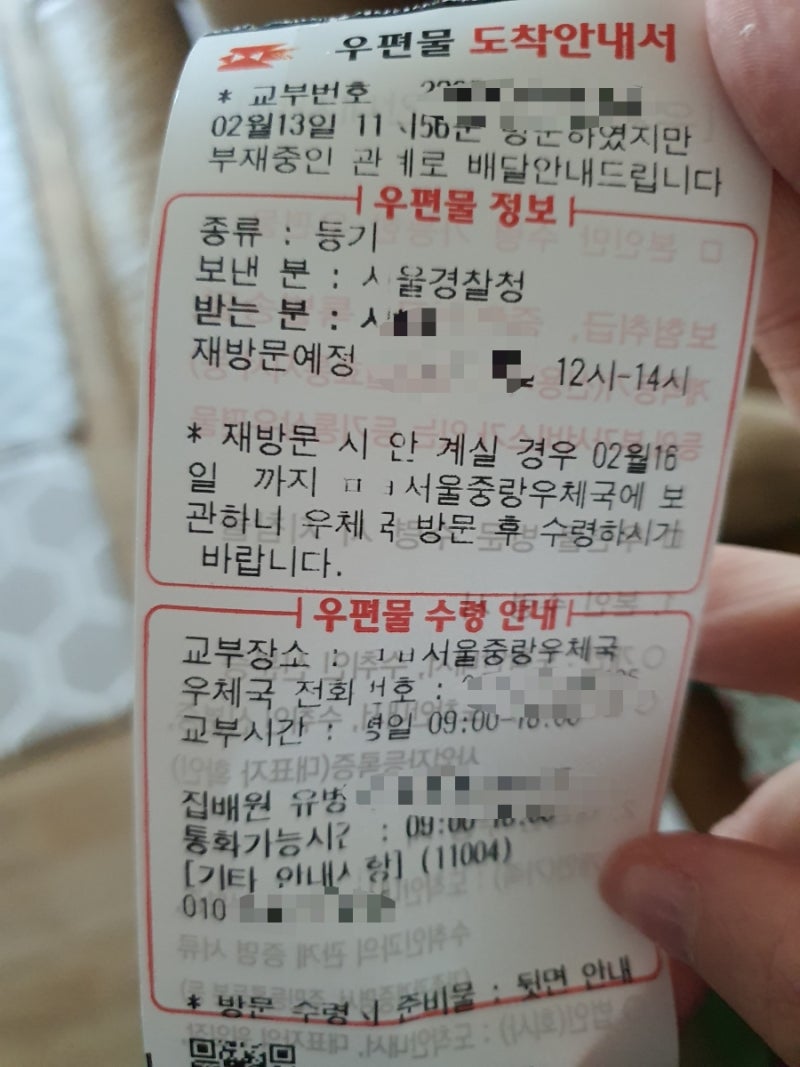 우편물 도착안내서
* 교부번호
02월13일 11시56분 방문하였지만
부재중인 관계로 배달안내드립니다
우편물 정보
종류 : 등기
보낸 분 : 서울경찰청
받는 분 :
재방문예정 12시-14시
* 재방문 시 안 계실 경우 02월16
일 까지 서울중랑우체국에 보
관하니 우체국 방문 후 수령하시기
바랍니다.
우편물 수령 안내
교부장소 : 서울중랑우체국
우체국 전화번호 :
교부시간 : 평일 09:00-18:00
집배원 유병
통화가능시간 : 09:00-18:00
[기타 안내사항] (11004)
010
* 방문 수령 시 준비물 : 뒷면 안내